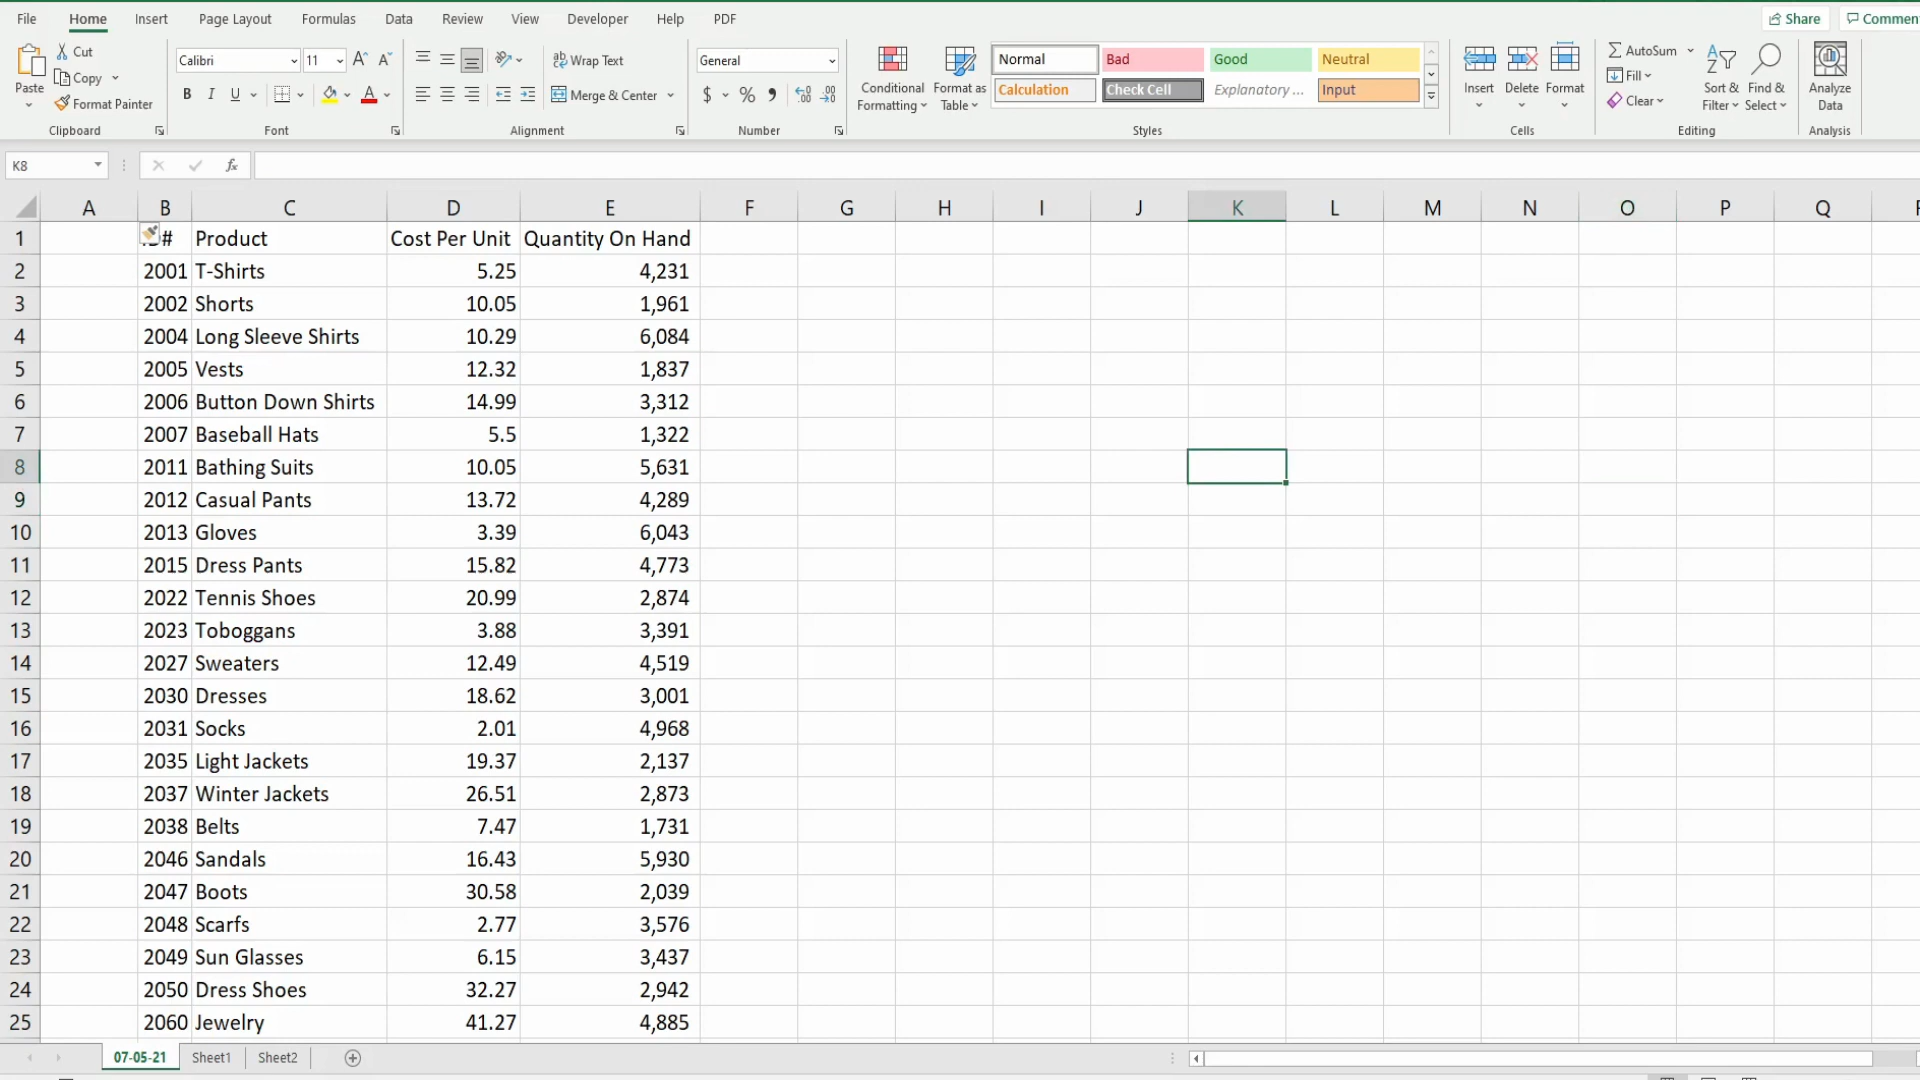 File Home Insert Page Layout Formulas Data Review View Developer Help PDF Share
Paste Cut Copy Format Painter Clipboard
Calibri 11 A A B I U A Font
Wrap Text Merge & Center Alignment
General $ % Number
Conditional Formatting Format as Table
Normal Bad Good Neutral
Calculation Check Cell Explanatory ... Input
Styles
Insert Delete Format Cells
AutoSum Fill Clear Sort & Filter Find & Select Editing
Analyze Data Analysis
K8 fx
A B C D E F G H I J K L M N O P Q
1 # Product Cost Per Unit Quantity On Hand
2 2001 T-Shirts 5.25 4,231
3 2002 Shorts 10.05 1,961
4 2004 Long Sleeve Shirts 10.29 6,084
5 2005 Vests 12.32 1,837
6 2006 Button Down Shirts 14.99 3,312
7 2007 Baseball Hats 5.5 1,322
8 2011 Bathing Suits 10.05 5,631
9 2012 Casual Pants 13.72 4,289
10 2013 Gloves 3.39 6,043
11 2015 Dress Pants 15.82 4,773
12 2022 Tennis Shoes 20.99 2,874
13 2023 Toboggans 3.88 3,391
14 2027 Sweaters 12.49 4,519
15 2030 Dresses 18.62 3,001
16 2031 Socks 2.01 4,968
17 2035 Light Jackets 19.37 2,137
18 2037 Winter Jackets 26.51 2,873
19 2038 Belts 7.47 1,731
20 2046 Sandals 16.43 5,930
21 2047 Boots 30.58 2,039
22 2048 Scarfs 2.77 3,576
23 2049 Sun Glasses 6.15 3,437
24 2050 Dress Shoes 32.27 2,942
25 2060 Jewelry 41.27 4,885
07-05-21 Sheet1 Sheet2